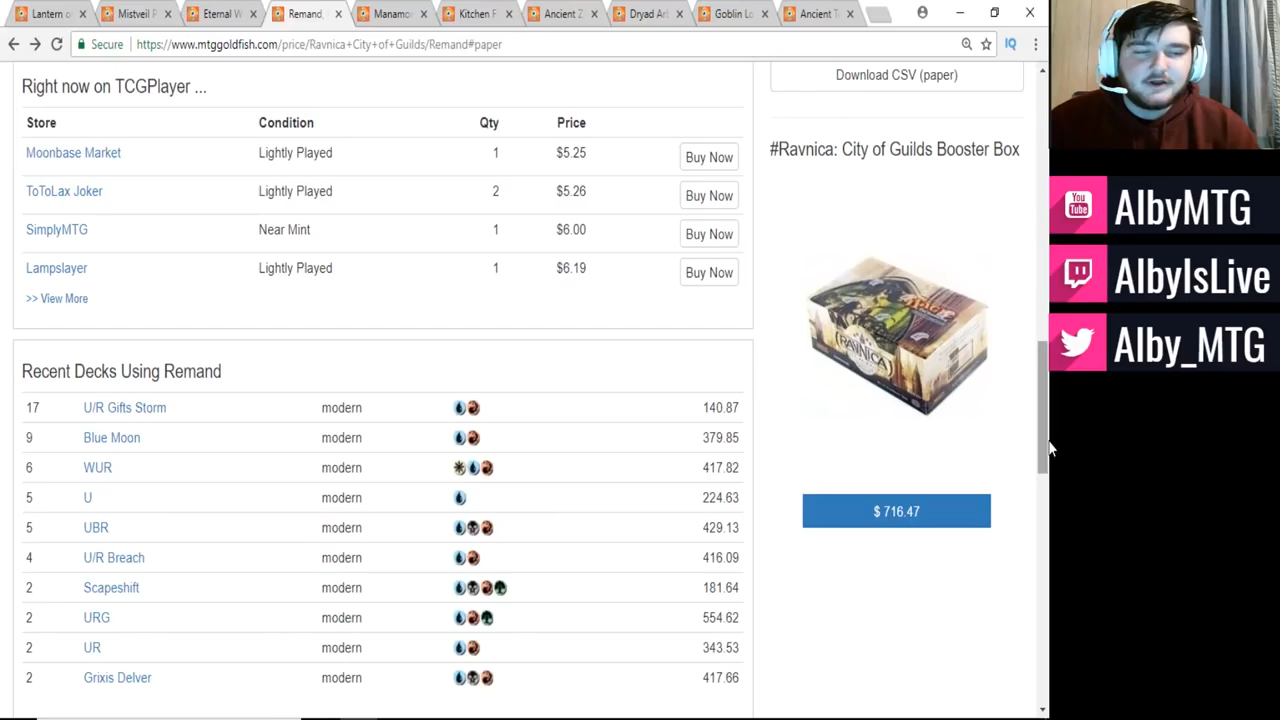 Lantern o
Mistveil P
Eternal W
Remand,
Manamor
Kitchen F
Ancient Z
Dryad Ar
Goblin Lo
Ancient T
Secure https://www.mtggoldfish.com/price/Ravnica+City+of+Guilds/Remand#paper
IQ
Right now on TCGPlayer ...
Store Condition Qty Price
Moonbase Market Lightly Played 1 $5.25 Buy Now
ToToLax Joker Lightly Played 2 $5.26 Buy Now
SimplyMTG Near Mint 1 $6.00 Buy Now
Lampslayer Lightly Played 1 $6.19 Buy Now
>> View More
Recent Decks Using Remand
17 U/R Gifts Storm modern 140.87
9 Blue Moon modern 379.85
6 WUR modern 417.82
5 U modern 224.63
5 UBR modern 429.13
4 U/R Breach modern 416.09
2 Scapeshift modern 181.64
2 URG modern 554.62
2 UR modern 343.53
2 Grixis Delver modern 417.66
Download CSV (paper)
#Ravnica: City of Guilds Booster Box
RAVNICA
$ 716.47
You
Tube
AlbyMTG
AlbyIsLive
Alby_MTG